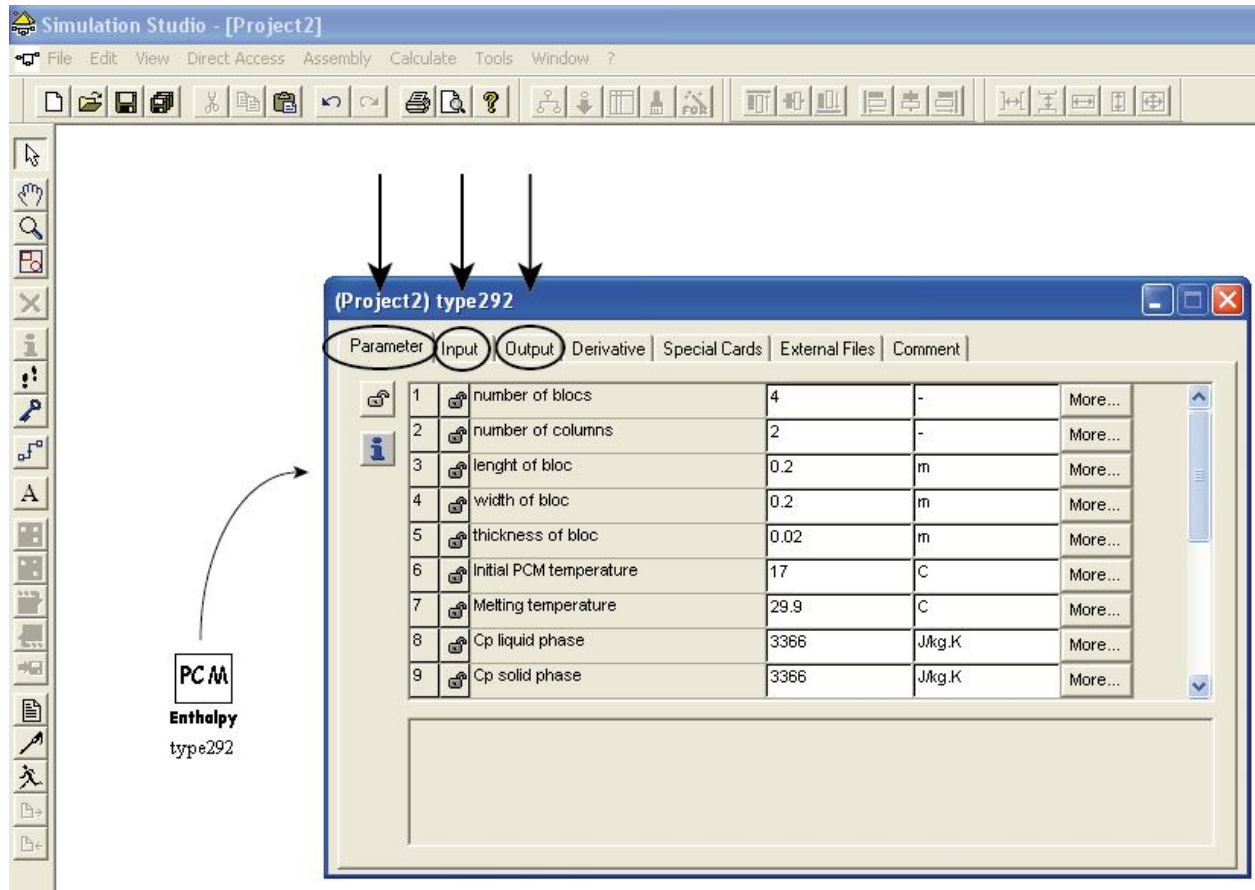 Simulation Studio - [Project2]
File Edit View Direct Access Assembly Calculate Tools Window ?
FOR
A
(Project2) type292
Parameter Input Output Derivative Special Cards External Files Comment
1 number of blocs 4 - More...
2 number of columns 2 - More...
3 lenght of bloc 0.2 m More...
4 width of bloc 0.2 m More...
5 thickness of bloc 0.02 m More...
6 Initial PCM temperature 17 C More...
7 Melting temperature 29.9 C More...
8 Cp liquid phase 3366 J/kg.K More...
9 Cp solid phase 3366 J/kg.K More...
PCM
Enthalpy
type292